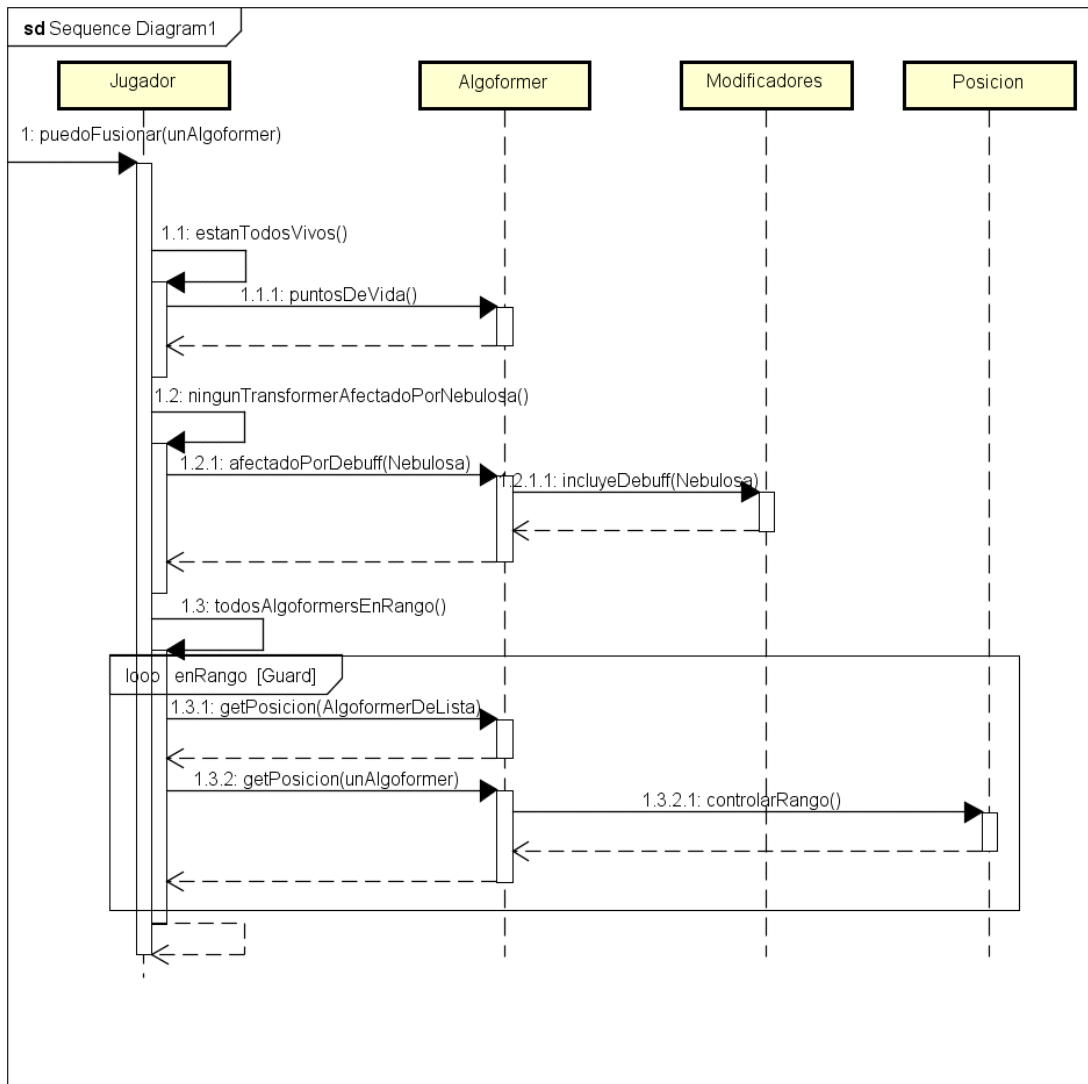 sd Sequence Diagram1
Jugador
Algoformer
Modificadores
Posicion
1: puedoFusionar(unAlgoformer)
1.1: estanTodosVivos()
1.1.1: puntosDeVida()
1.2: ningunTransformerAfectadoPorNebulosa()
1.2.1: afectadoPorDebuff(Nebulosa)
1.2.1.1: incluyeDebuff(Nebulosa)
1.3: todosAlgoformersEnRango()
loop enRango [Guard]
1.3.1: getPosicion(AlgoformerDeLista)
1.3.2: getPosicion(unAlgoformer)
1.3.2.1: controlarRango()